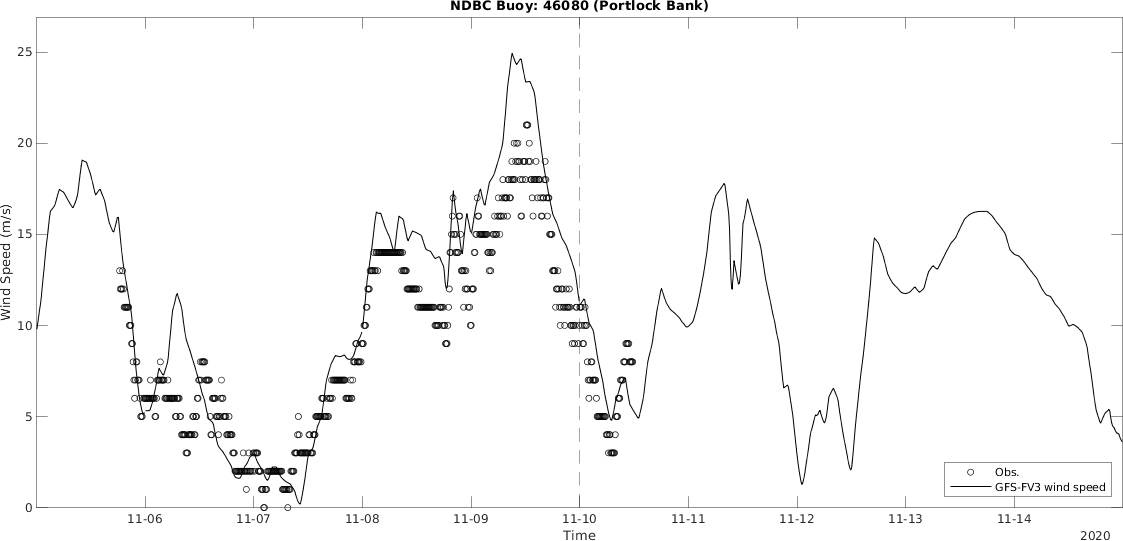 NDBC Buoy: 46080 (Portlock Bank)
25
20
15
10
5
0
Wind Speed (m/s)
11-06 11-07 11-08 11-09 11-10 11-11 11-12 11-13 11-14
Time
2020
Obs.
GFS-FV3 wind speed